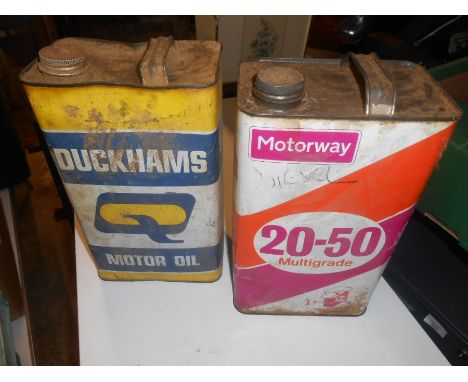 DUCKHAMS
Q
MOTOR OIL
Motorway
20-50
Multigrade